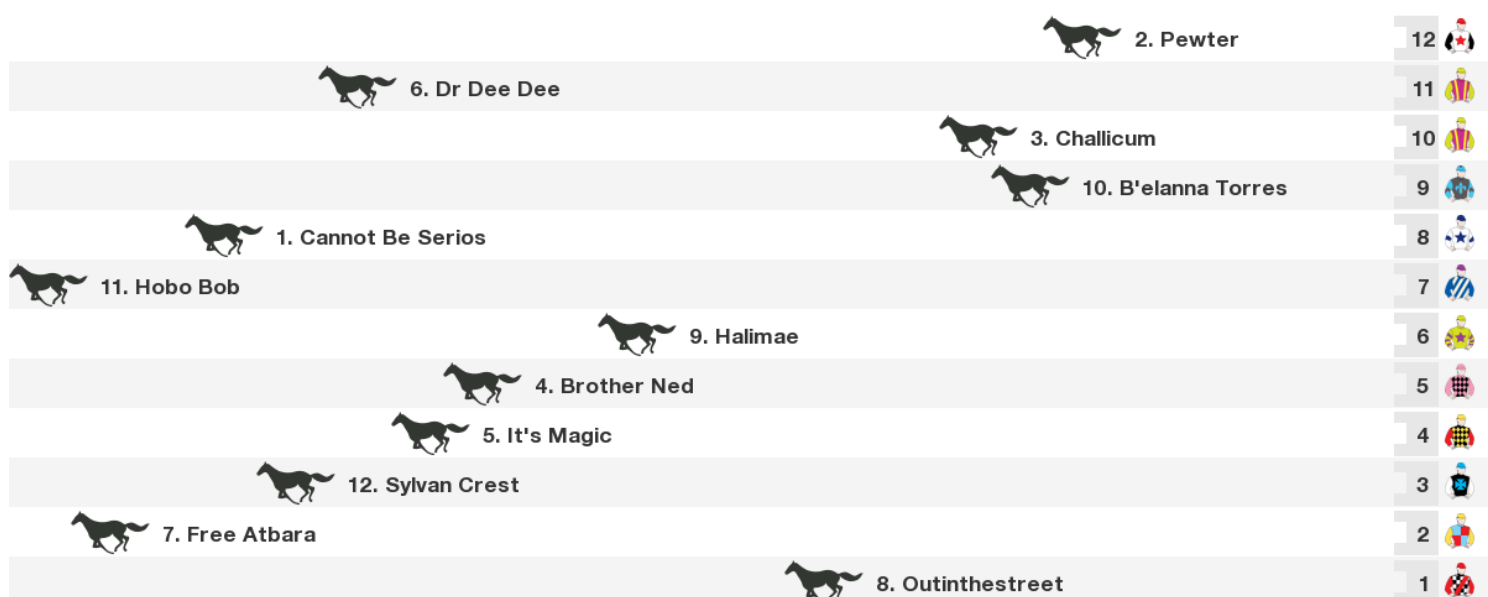 2. Pewter 12
6. Dr Dee Dee 11
3. Challicum 10
10. B'elanna Torres 9
1. Cannot Be Serios 8
11. Hobo Bob 7
9. Halimae 6
4. Brother Ned 5
5. It's Magic 4
12. Sylvan Crest 3
7. Free Atbara 2
8. Outinthestreet 1